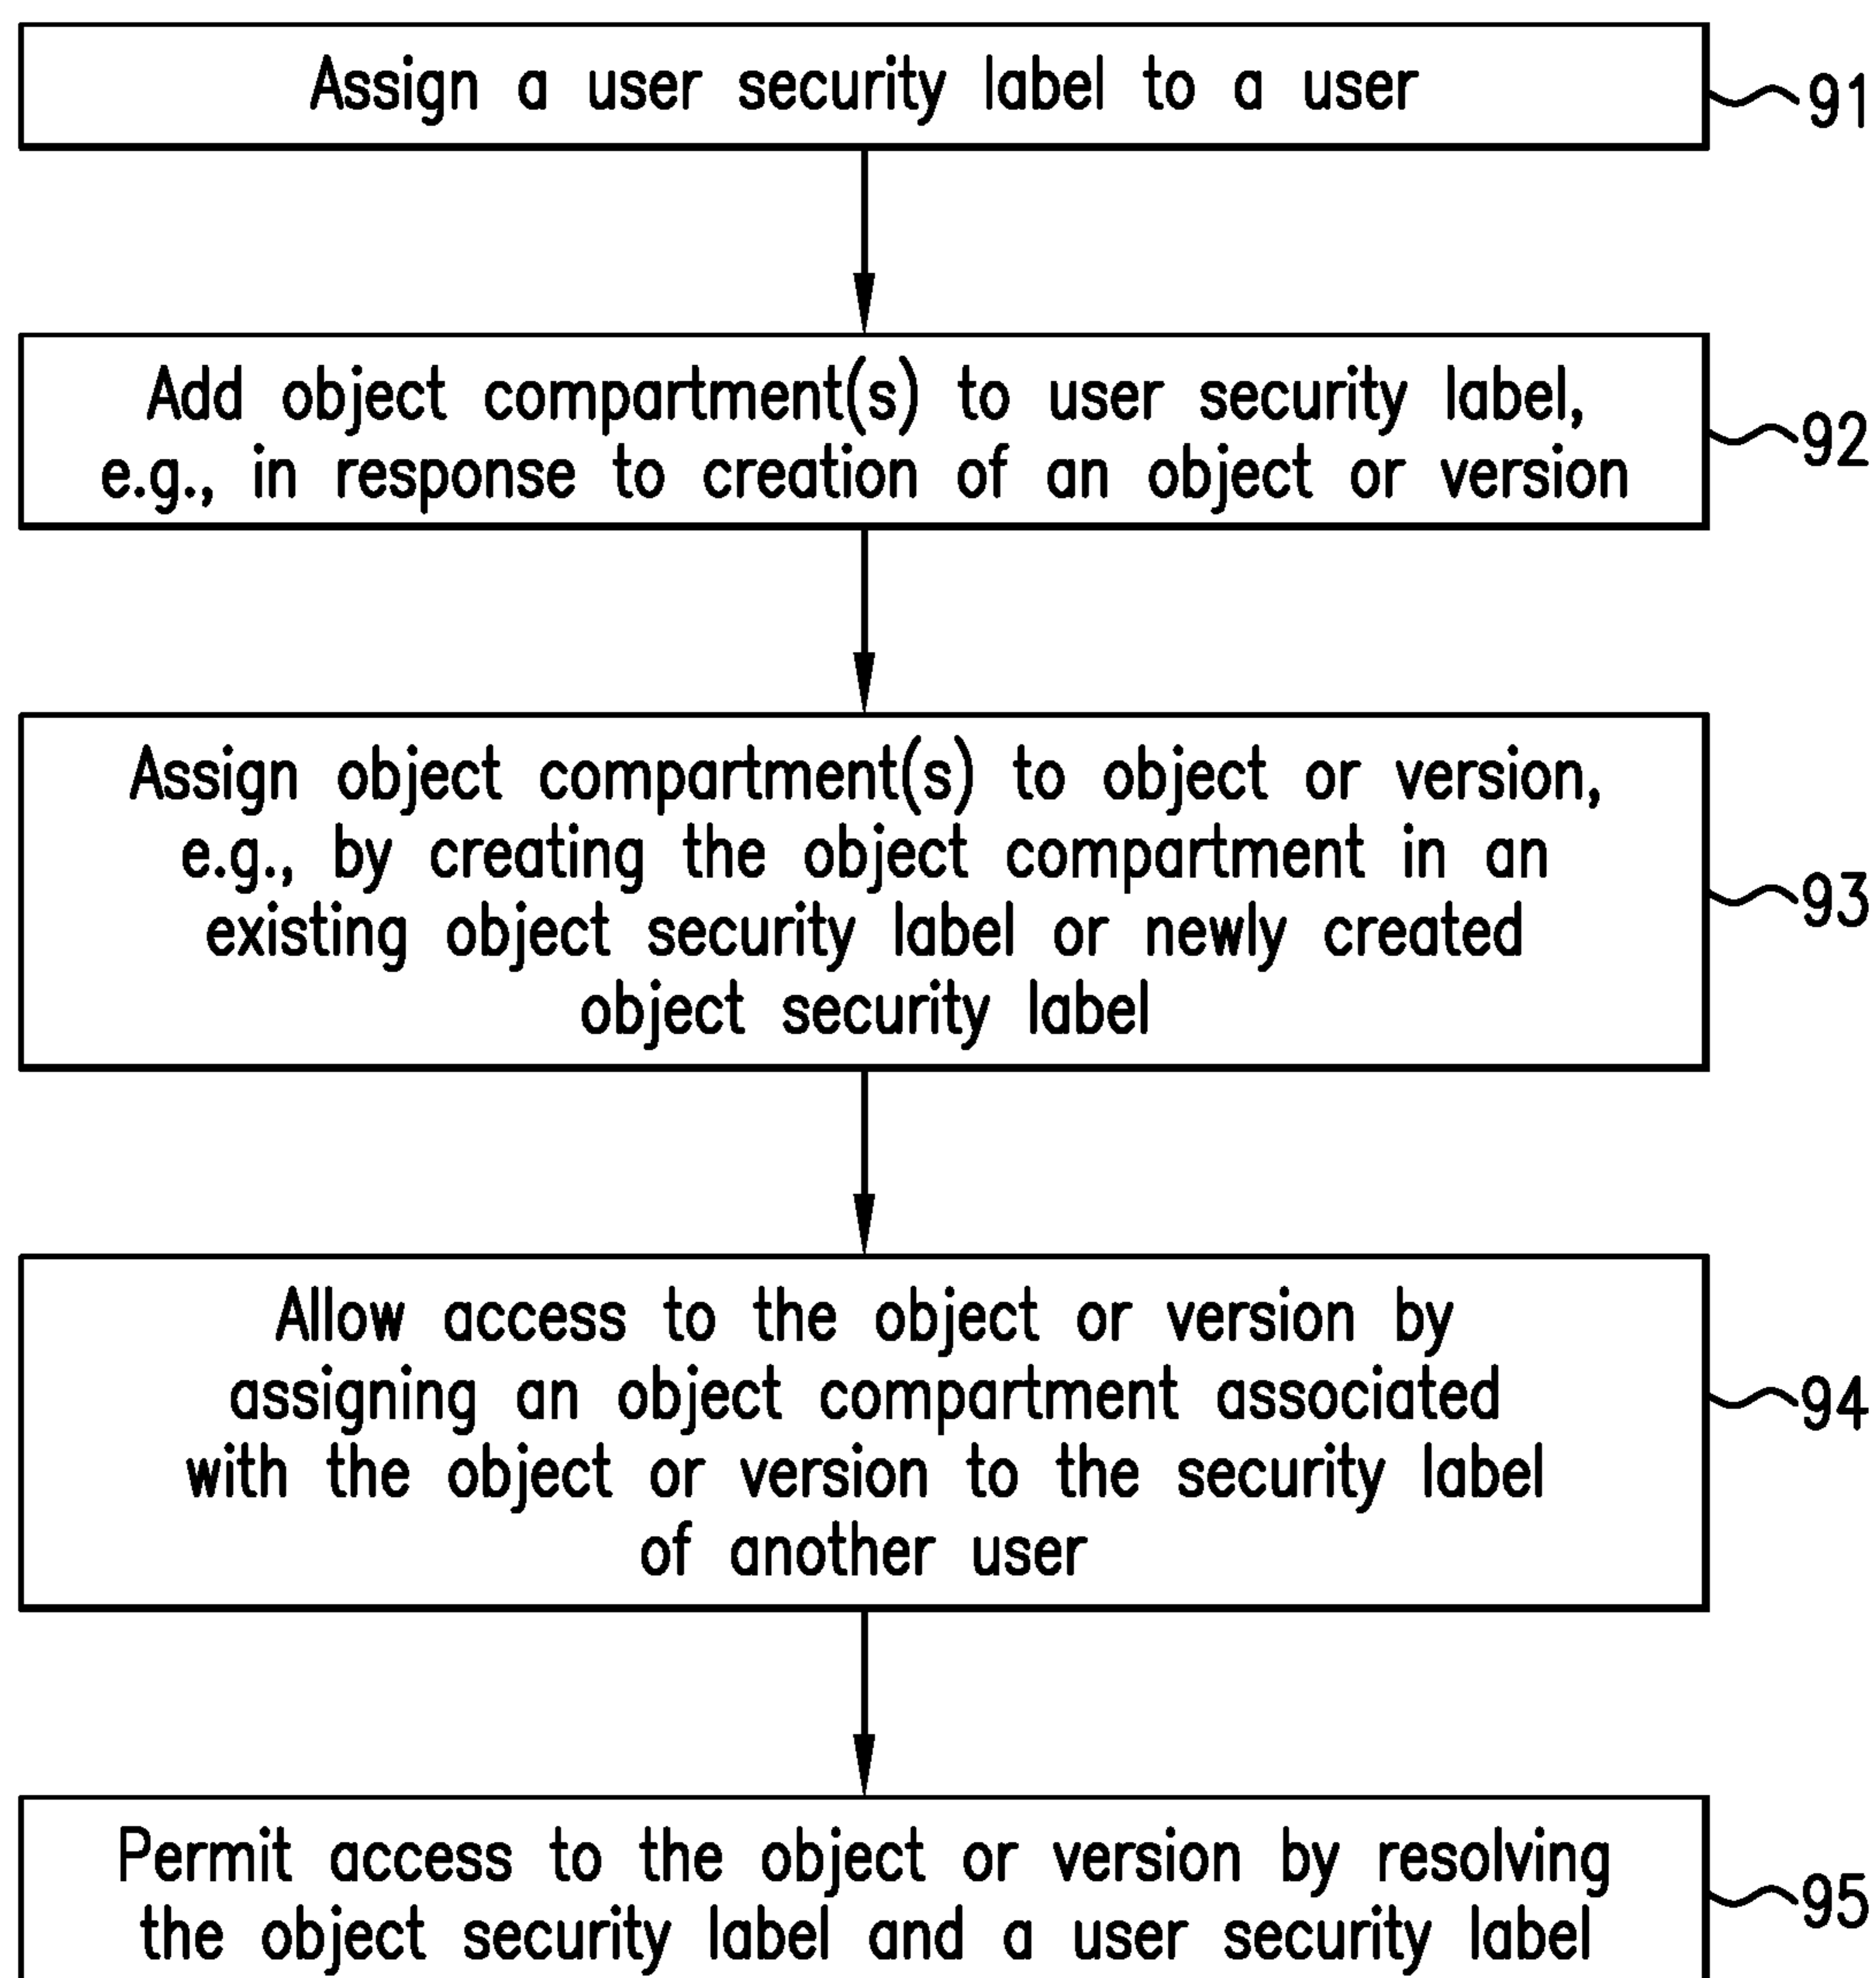 Assign a user security label to a user
91
Add object compartment(s) to user security label,
e.g., in response to creation of an object or version
92
Assign object compartment(s) to object or version,
e.g., by creating the object compartment in an
existing object security label or newly created
object security label
93
Allow access to the object or version by
assigning an object compartment associated
with the object or version to the security label
of another user
94
Permit access to the object or version by resolving
the object security label and a user security label
95